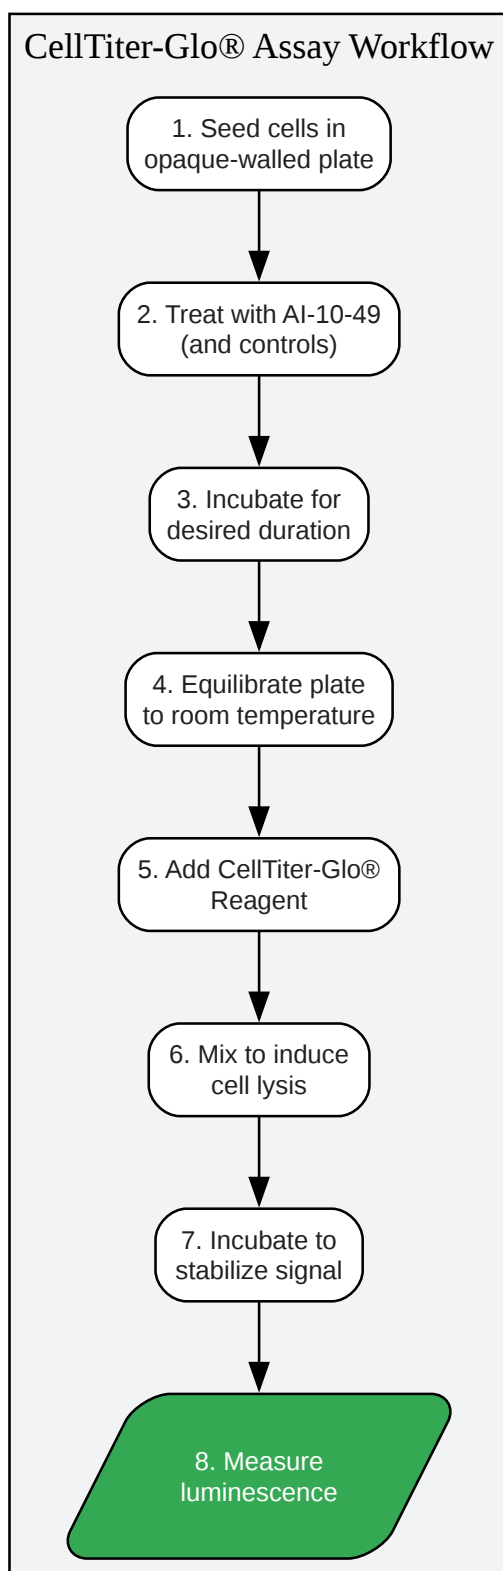 CellTiter-Glo® Assay Workflow
1. Seed cells in
opaque-walled plate
2. Treat with AI-10-49
(and controls)
3. Incubate for
desired duration
4. Equilibrate plate
to room temperature
5. Add CellTiter-Glo®
Reagent
6. Mix to induce
cell lysis
7. Incubate to
stabilize signal
8. Measure
luminescence